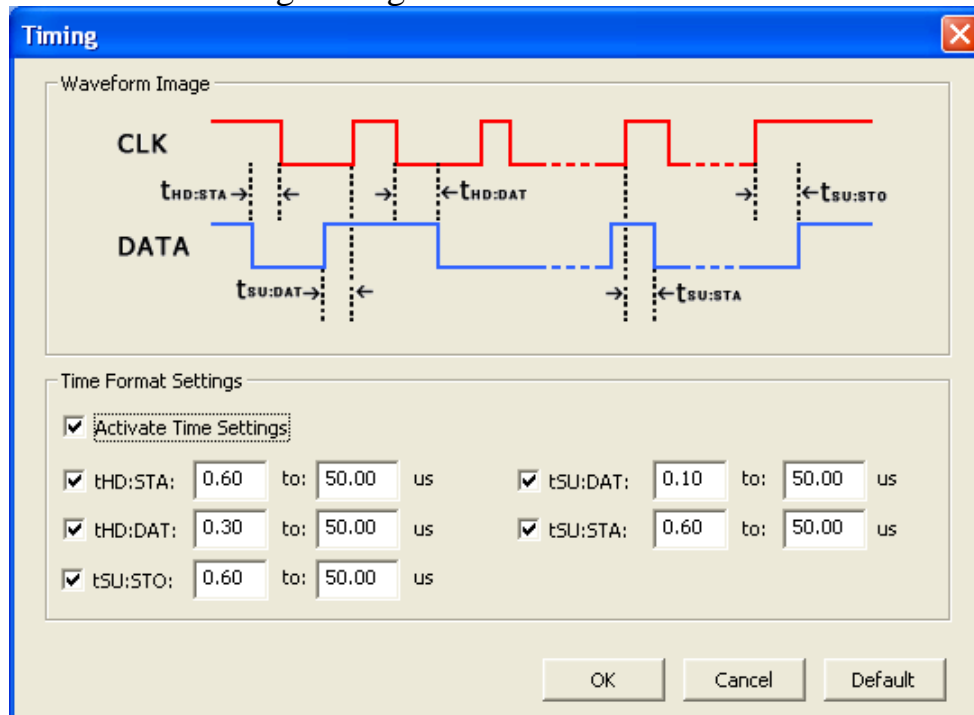 Timing
Waveform Image
CLK
tHD:STA
tHD:DAT
tSU:STO
DATA
tSU:DAT
tSU:STA
Time Format Settings
Activate Time Settings
tHD:STA: 0.60 to: 50.00 us tSU:DAT: 0.10 to: 50.00 us
tHD:DAT: 0.30 to: 50.00 us tSU:STA: 0.60 to: 50.00 us
tSU:STO: 0.60 to: 50.00 us
OK Cancel Default